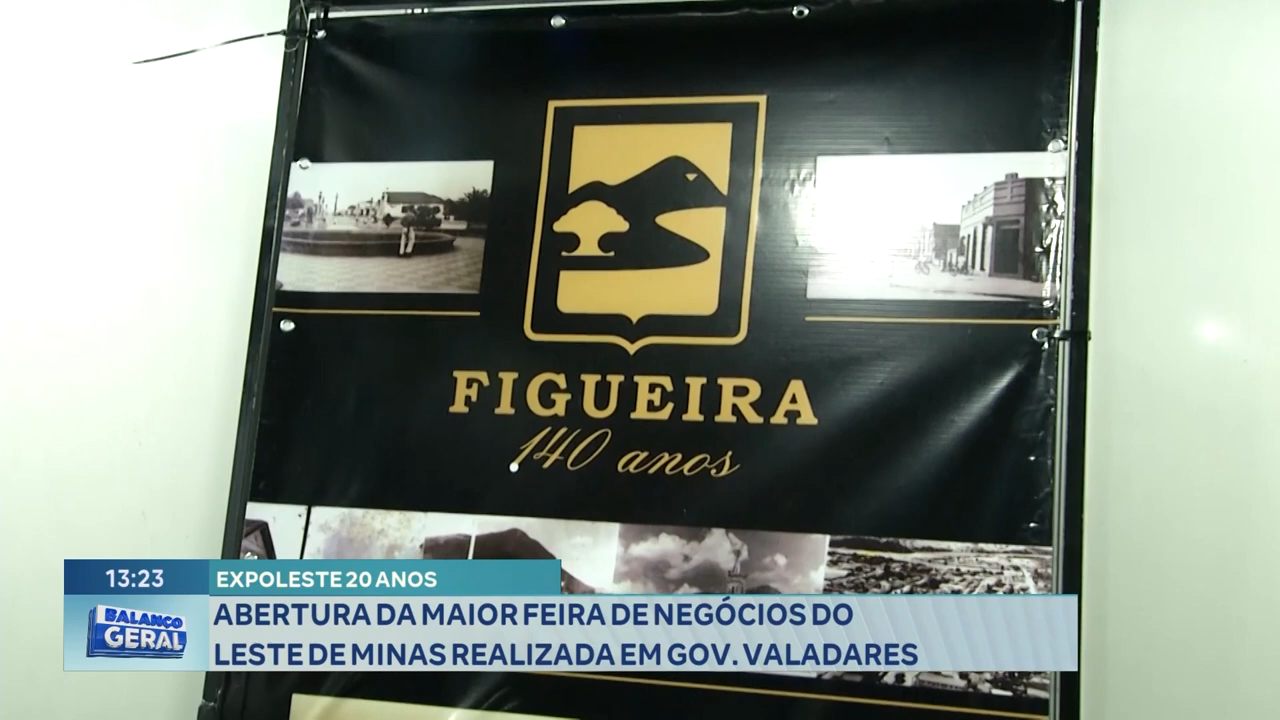 FIGUEIRA
140 anos
13:23
EXPOLESTE 20 ANOS
BALANÇO
GERAL
ABERTURA DA MAIOR FEIRA DE NEGÓCIOS DO
LESTE DE MINAS REALIZADA EM GOV. VALADARES